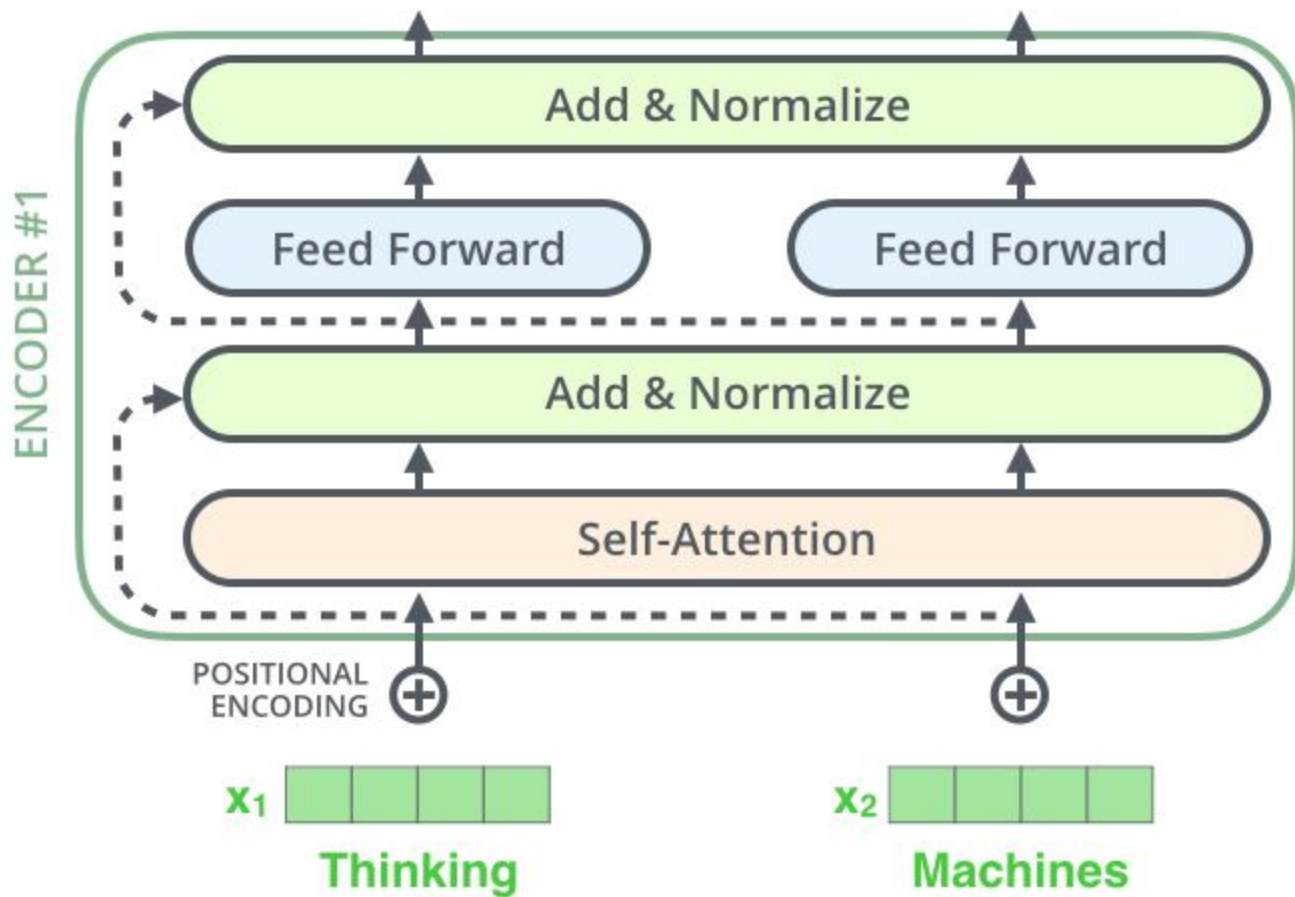 ENCODER #1
Add & Normalize
Feed Forward
Feed Forward
Add & Normalize
Self-Attention
POSITIONAL
ENCODING
x₁
x₂
Thinking
Machines